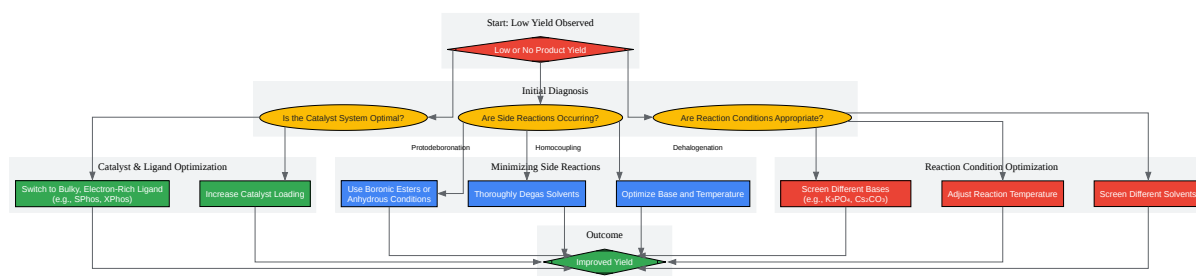 Start: Low Yield Observed
Low or No Product Yield
Initial Diagnosis
Is the Catalyst System Optimal?
Are Side Reactions Occurring?
Are Reaction Conditions Appropriate?
Protodeboronation
Homocoupling
Dehalogenation
Catalyst & Ligand Optimization
Minimizing Side Reactions
Reaction Condition Optimization
Switch to Bulky, Electron-Rich Ligand
(e.g., SPhos, XPhos)
Increase Catalyst Loading
Use Boronic Esters or
Anhydrous Conditions
Thoroughly Degas Solvents
Optimize Base and Temperature
Screen Different Bases
(e.g., K₃PO₄, Cs₂CO₃)
Adjust Reaction Temperature
Screen Different Solvents
Outcome
Improved Yield